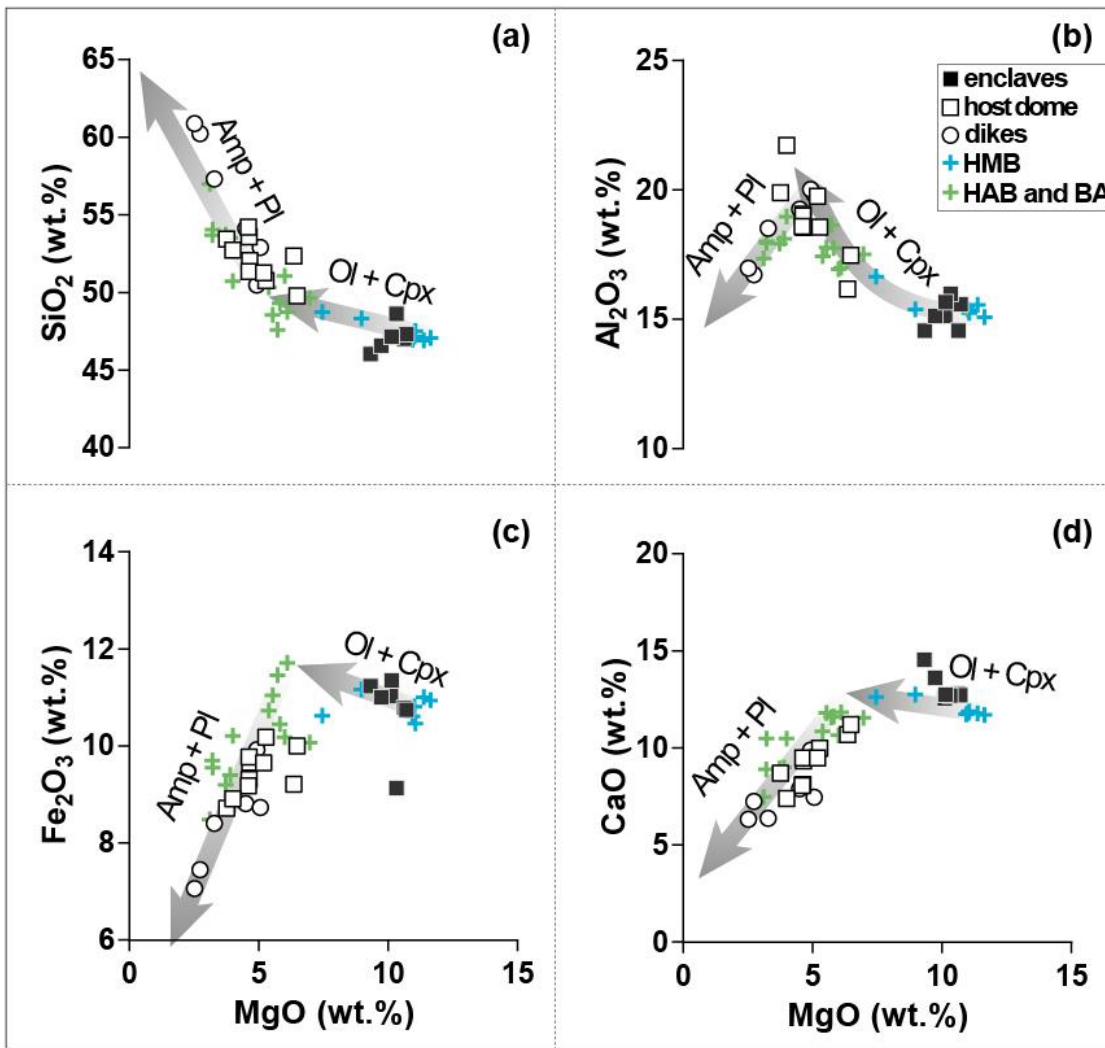 (a)
65
60
55
50
45
40
SiO₂ (wt.%)
Amp + Pl
Ol + Cpx
(b)
25
20
15
10
Al₂O₃ (wt.%)
Amp + Pl
Ol + Cpx
enclaves
host dome
dikes
HMB
HAB and BA
(c)
14
12
10
8
6
Fe₂O₃ (wt.%)
Amp + Pl
Ol + Cpx
0 5 10 15
MgO (wt.%)
(d)
20
15
10
5
0
CaO (wt.%)
Amp + Pl
Ol + Cpx
0 5 10 15
MgO (wt.%)